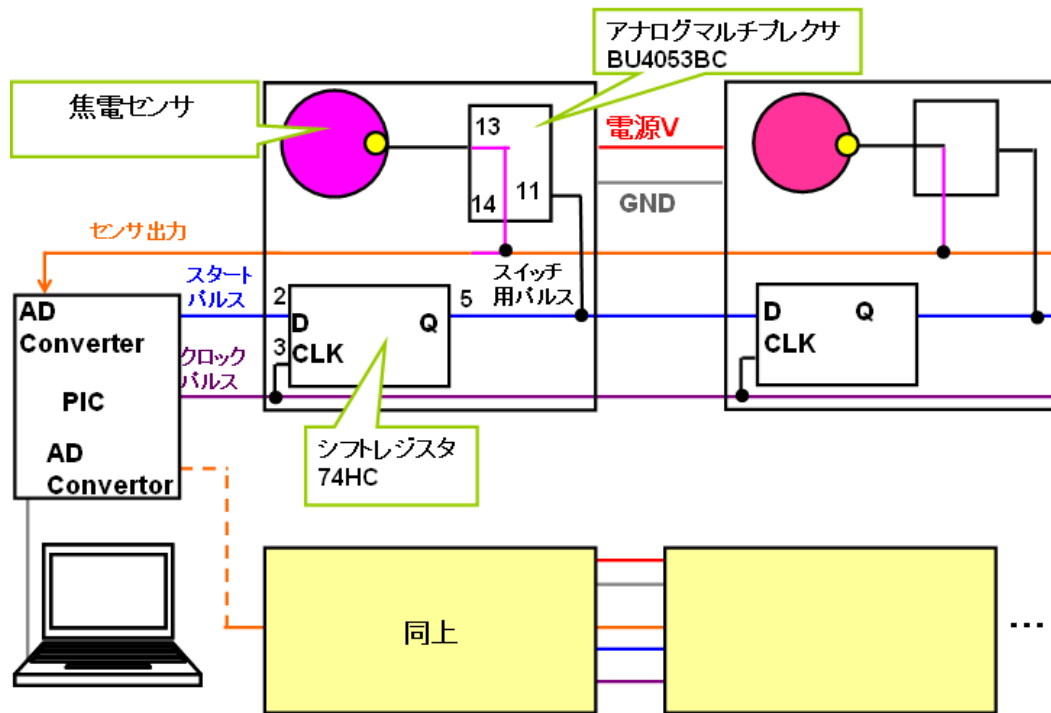 アナログマルチプレクサ
BU4053BC
焦電センサ
13
14
11
電源V
GND
センサ出力
スタート
パルス
スイッチ
用パルス
2
5
D
Q
3
CLK
AD
Converter
クロック
パルス
PIC
AD
Convertor
D
Q
CLK
シフトレジスタ
74HC
同上
…